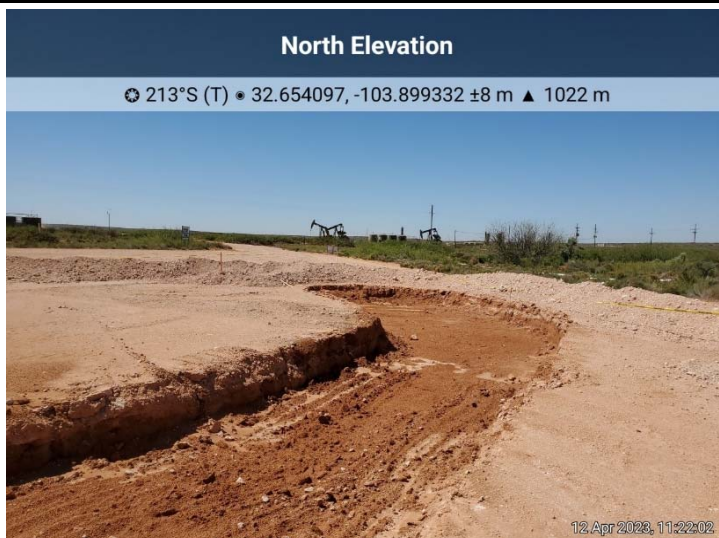 North Elevation
213°S (T) ● 32.654097, -103.899332 ±8 m ▲ 1022 m
12 Apr 2023, 11:22:02